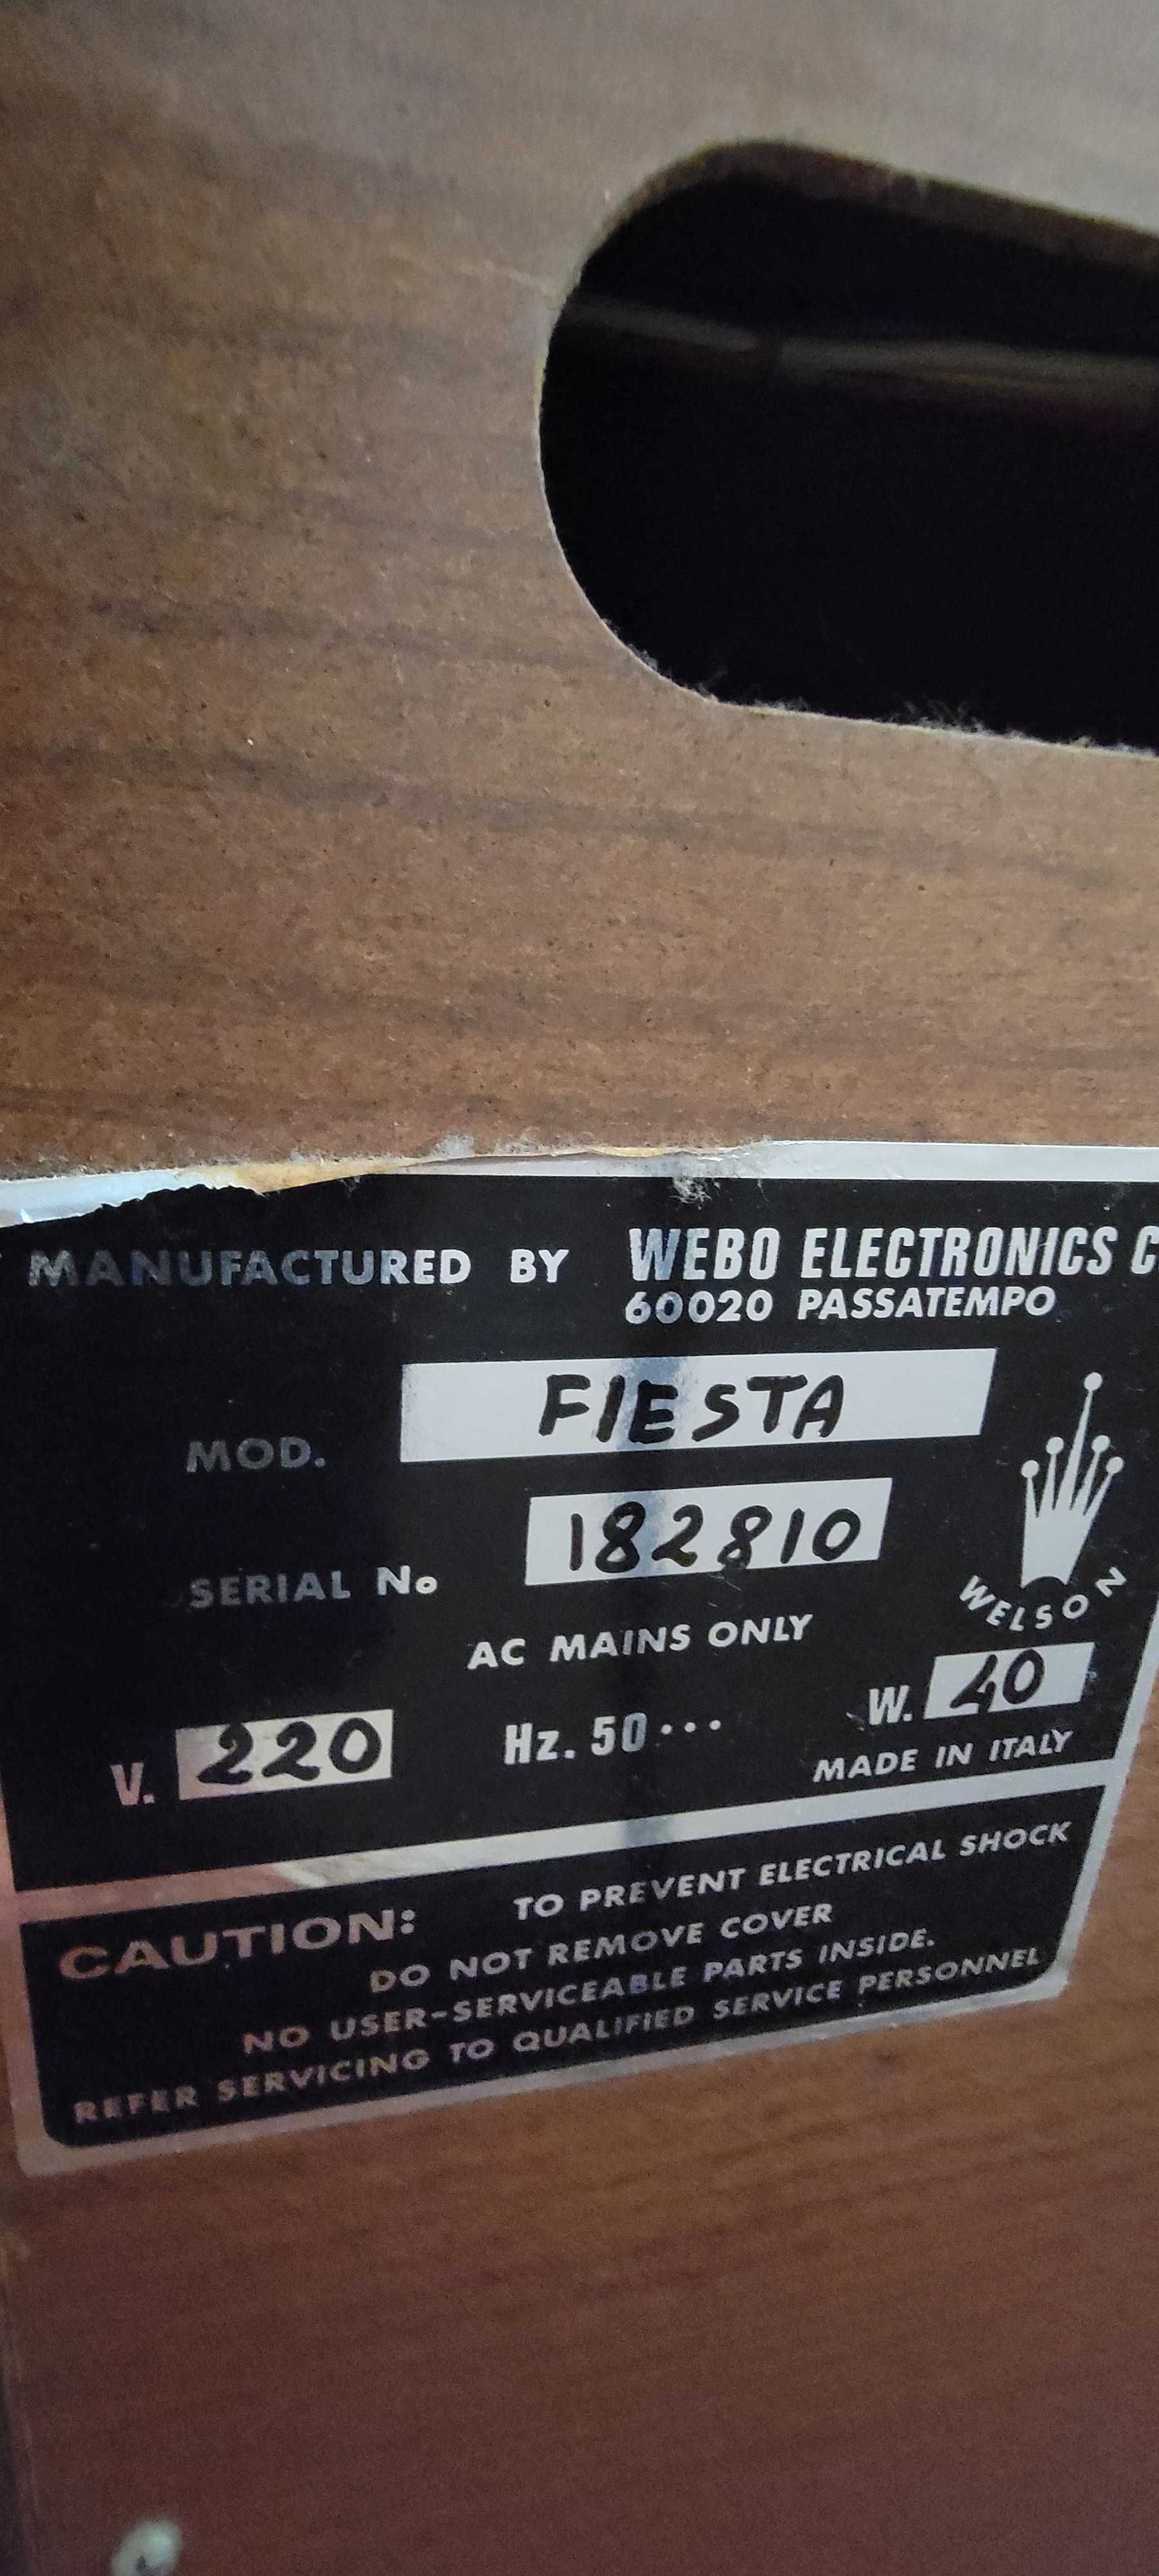 MANUFACTURED BY WEBO ELECTRONICS C
60020 PASSATEMPO
MOD. FIESTA
SERIAL No 182810
WELSON
AC MAINS ONLY
V. 220 Hz. 50... W. 40
MADE IN ITALY
CAUTION: TO PREVENT ELECTRICAL SHOCK
DO NOT REMOVE COVER
NO USER-SERVICEABLE PARTS INSIDE.
REFER SERVICING TO QUALIFIED SERVICE PERSONNEL